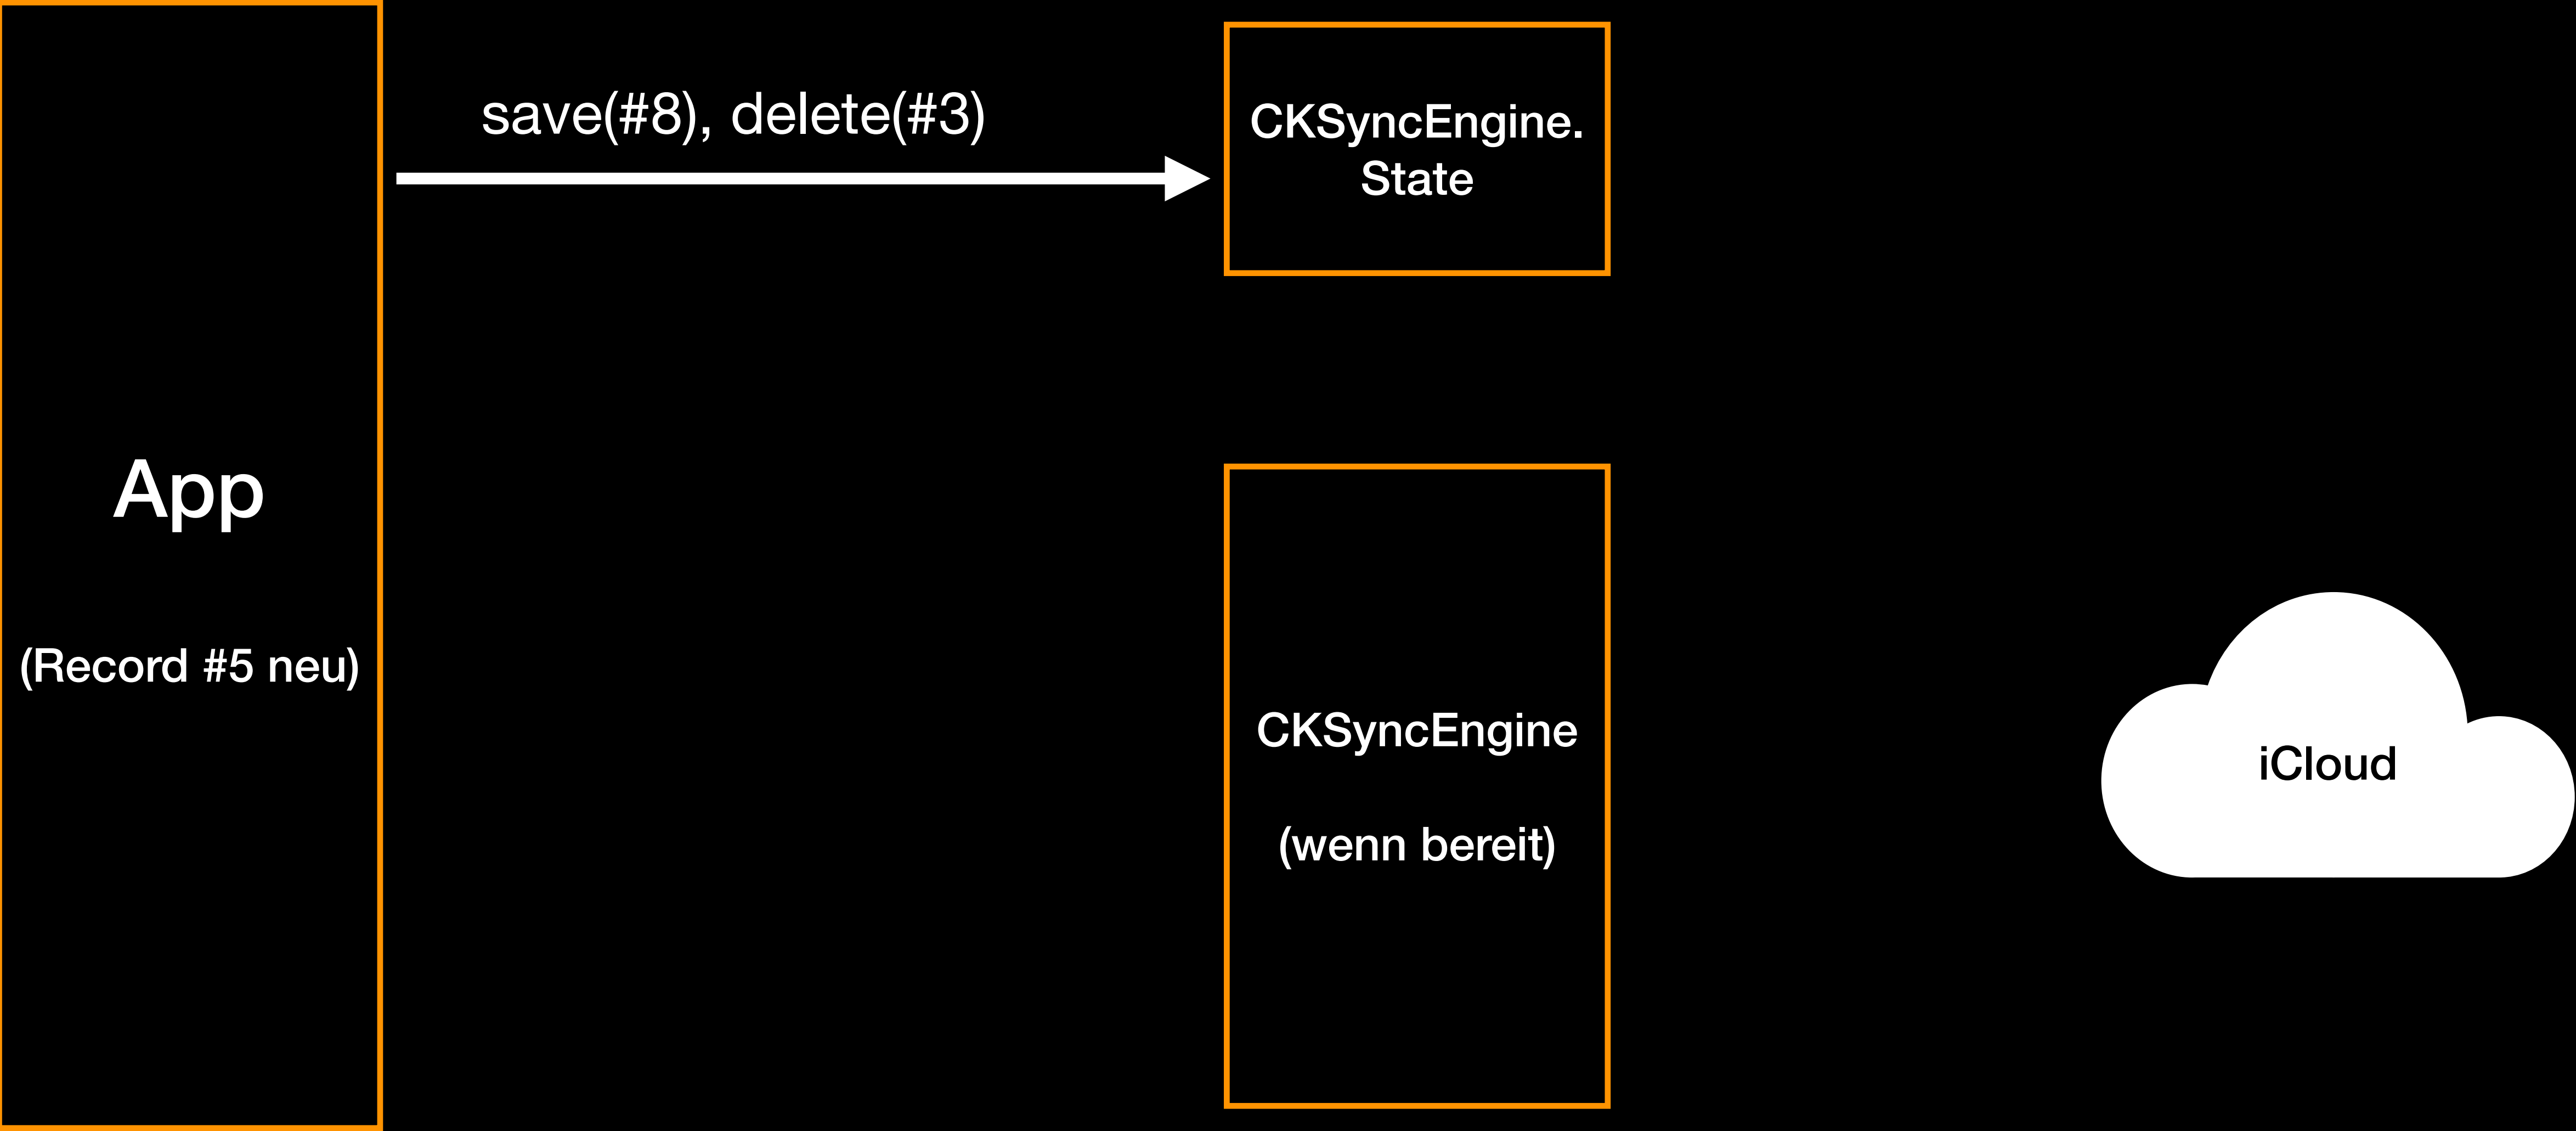 save(#8), delete(#3)
CKSyncEngine.
State
App
(Record #5 neu)
CKSyncEngine
(wenn bereit)
iCloud